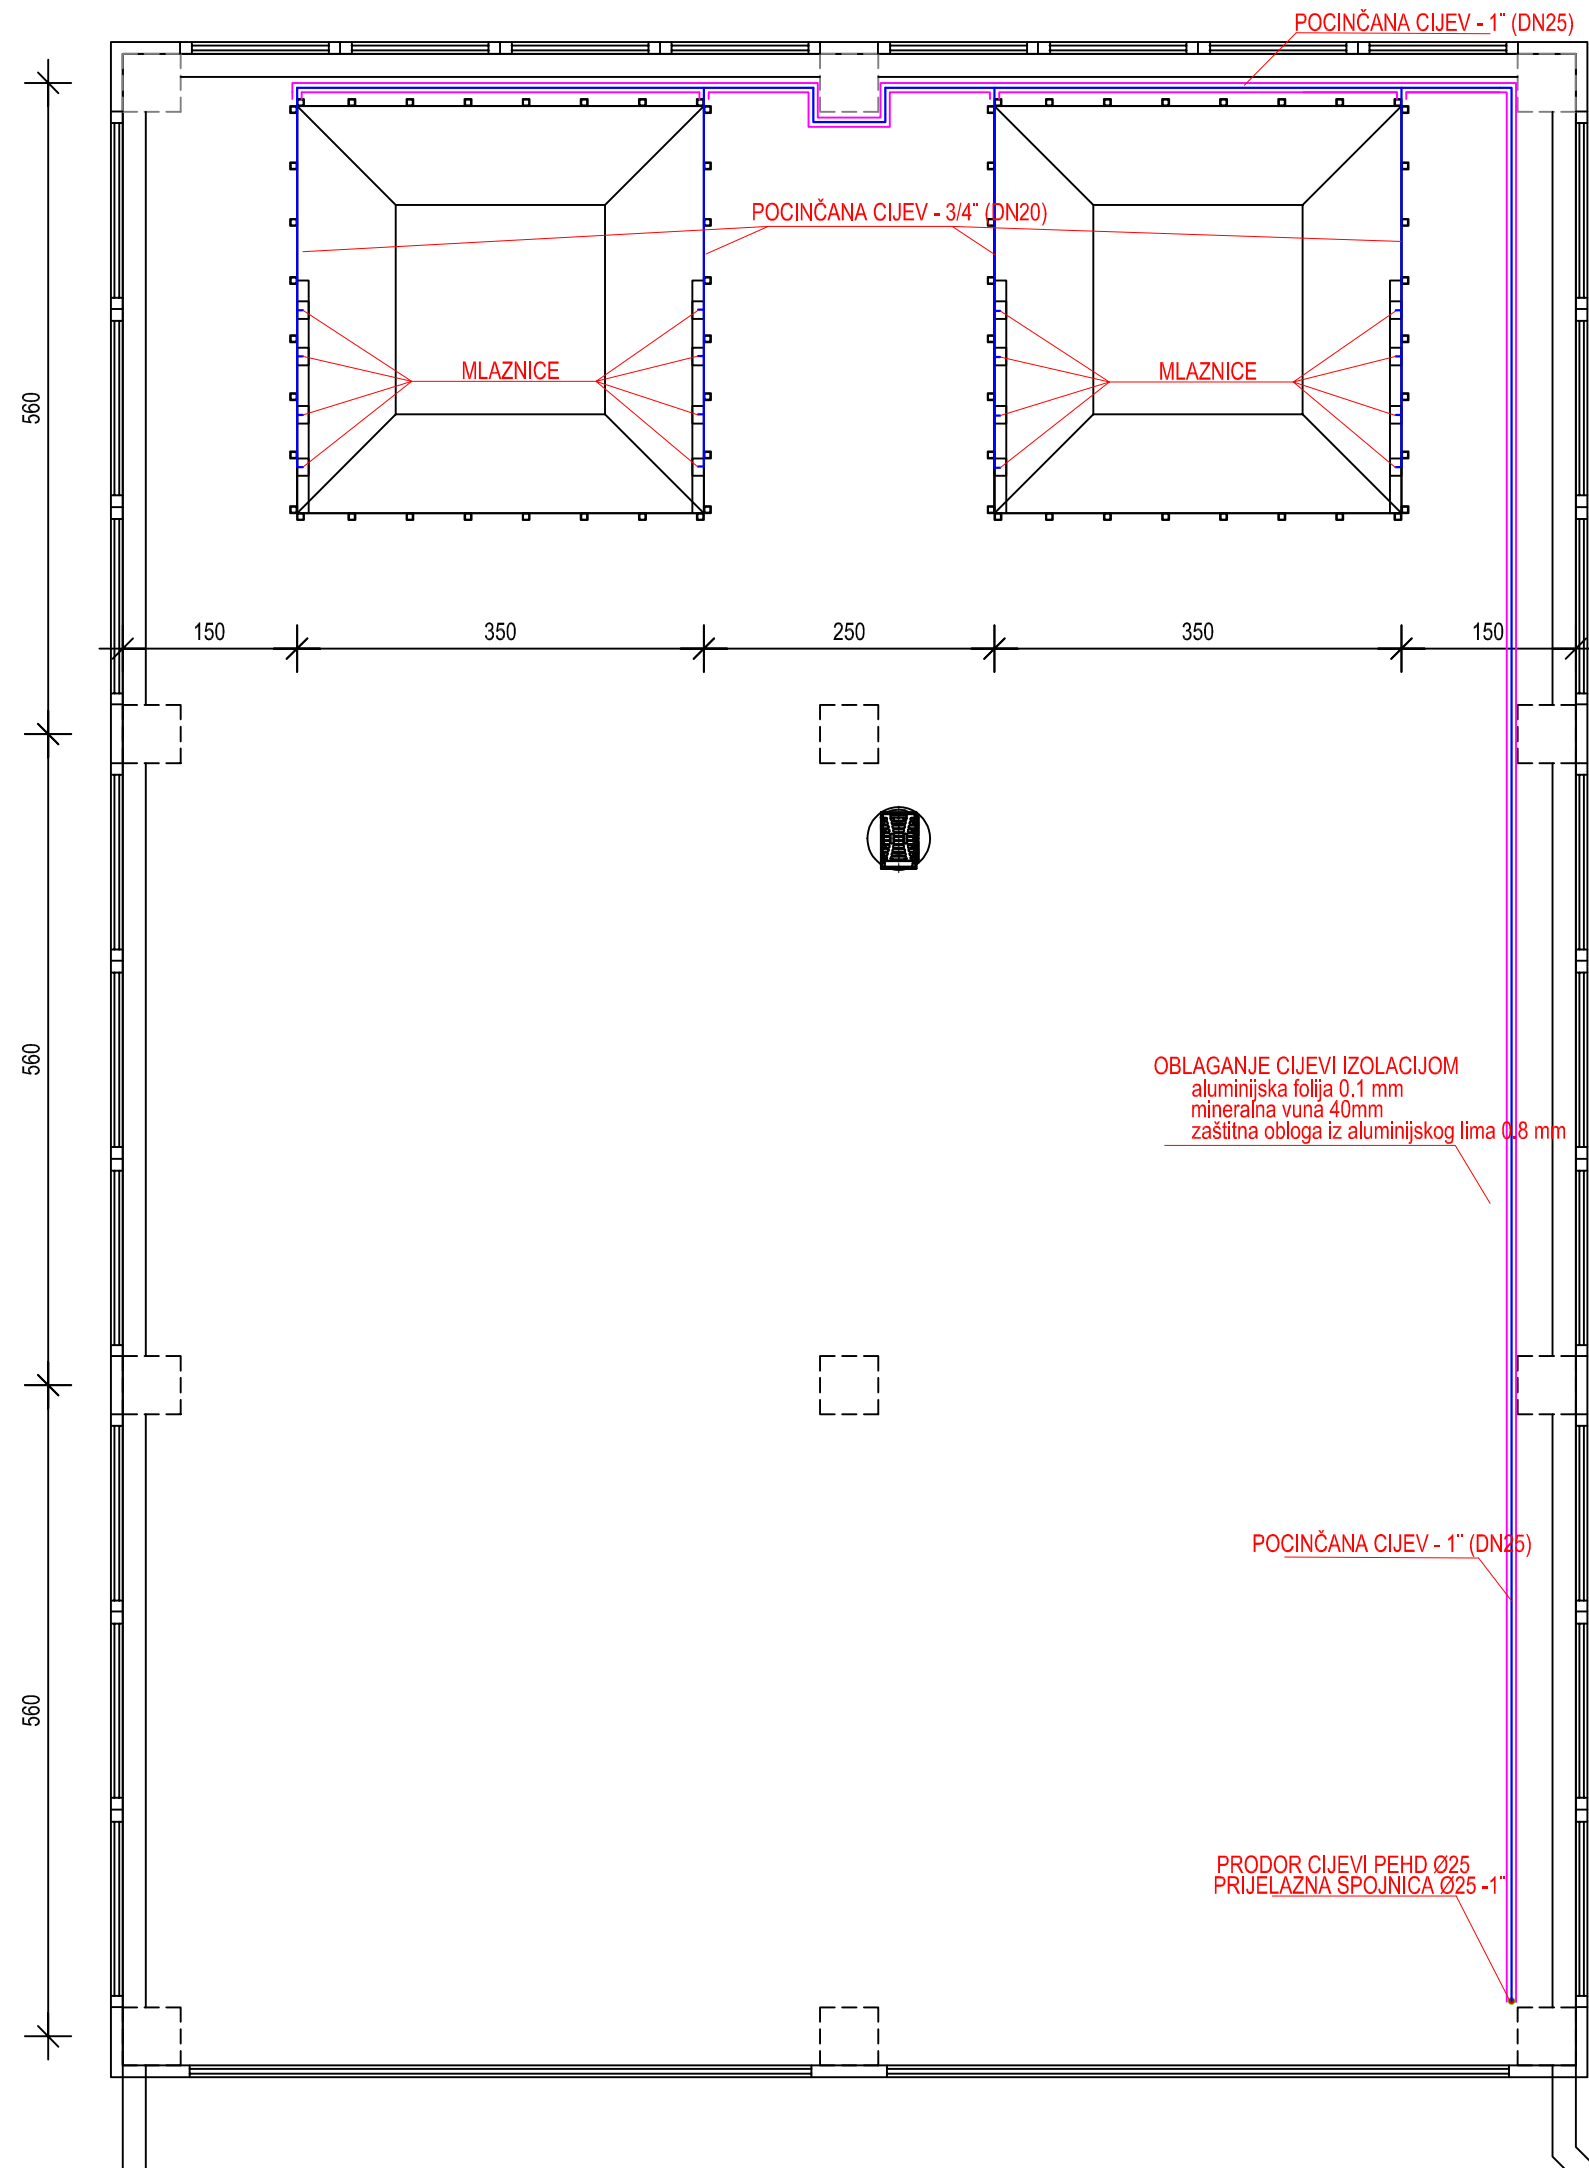 POCINČANA CIJEV - 1" (DN25)
POCINČANA CIJEV - 3/4" (DN20)
MLAZNICE
MLAZNICE
560
150
350
250
350
150
560
OBLAGANJE CIJEVI IZOLACIJOM
aluminijska folija 0.1 mm
mineralna vuna 40mm
zaštitna obloga iz aluminijskog lima 0.8 mm
POCINČANA CIJEV - 1" (DN25)
560
PRODOR CIJEVI PEHD Ø25
PRIJELAZNA SPOJNICA Ø25 -1"